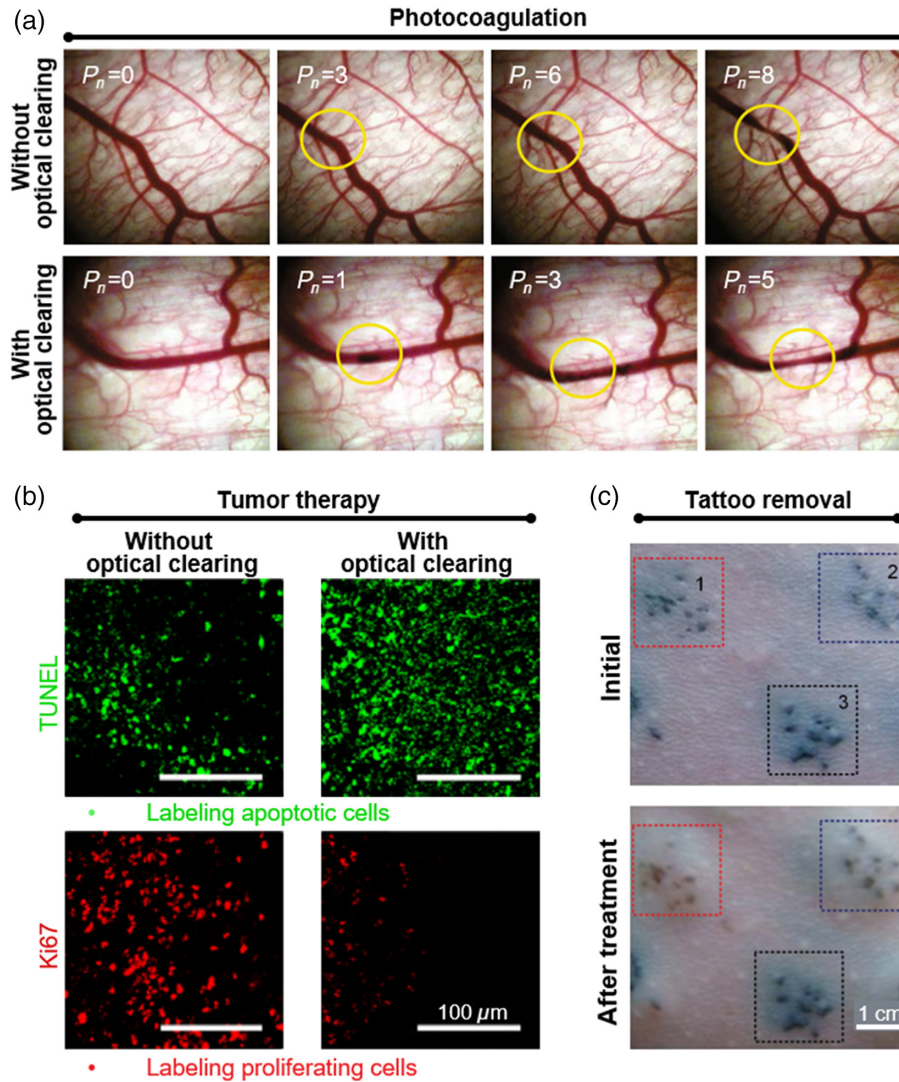 (a)
Photocoagulation
Without
optical clearing
Pn=0
Pn=3
Pn=6
Pn=8
With
optical clearing
Pn=0
Pn=1
Pn=3
Pn=5
(b)
Tumor therapy
Without
optical clearing
With
optical clearing
TUNEL
• Labeling apoptotic cells
Ki67
100 µm
• Labeling proliferating cells
(c)
Tattoo removal
Initial
1
2
3
After treatment
1 cm